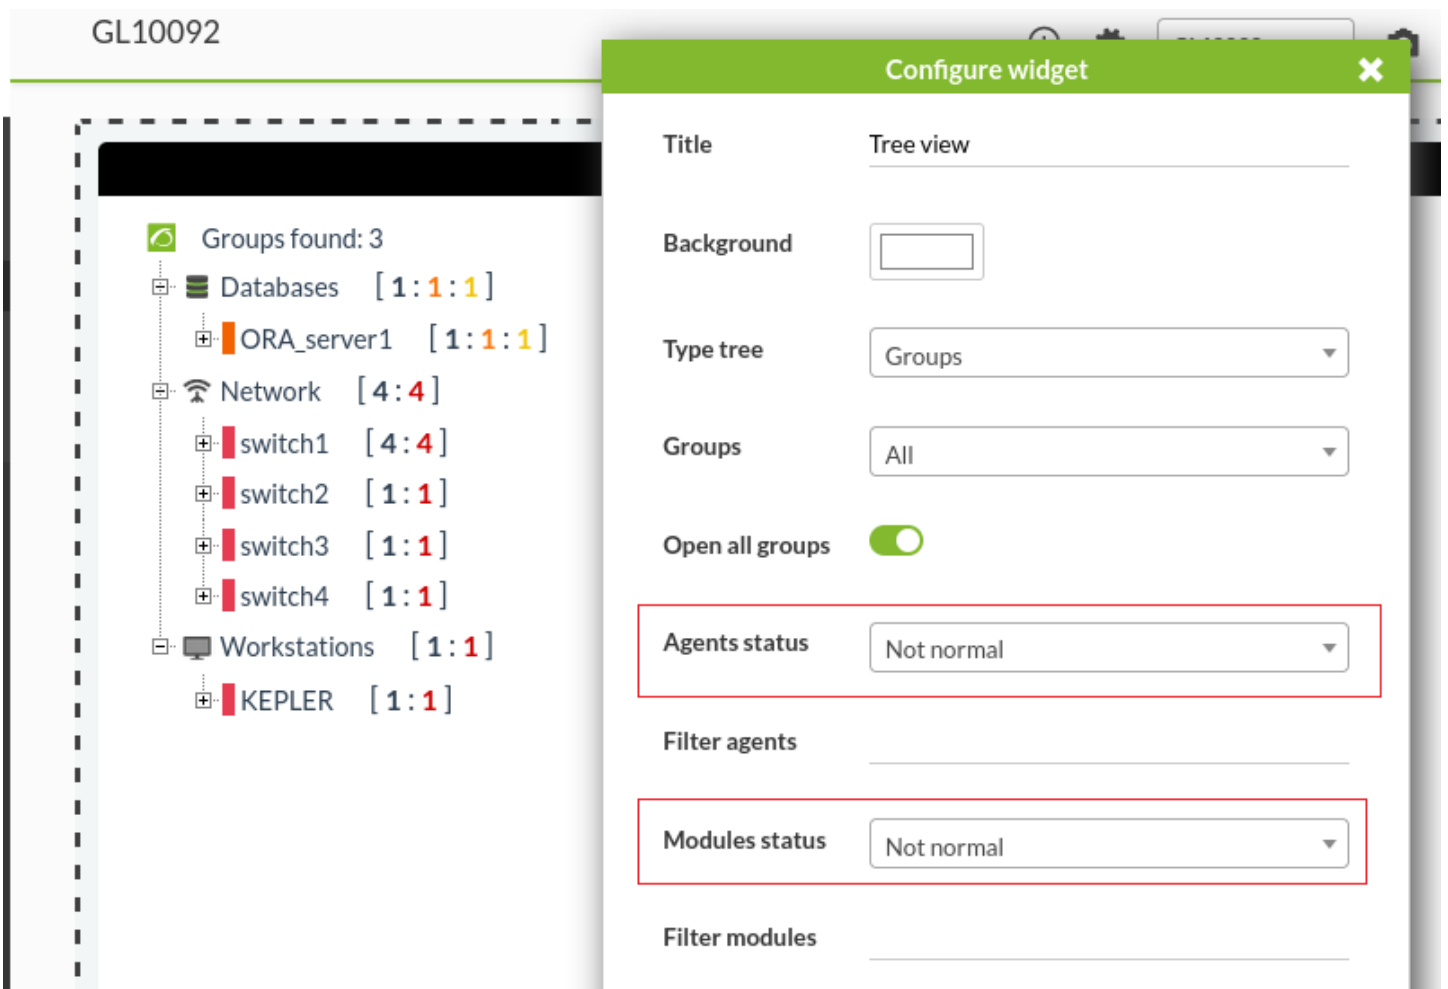 GL10092
Configure widget
Title
Tree view
Groups found: 3
Background
Databases [ 1 : 1 : 1 ]
ORA_server1 [ 1 : 1 : 1 ]
Type tree
Groups
Network [ 4 : 4 ]
switch1 [ 4 : 4 ]
Groups
All
switch2 [ 1 : 1 ]
switch3 [ 1 : 1 ]
Open all groups
switch4 [ 1 : 1 ]
Workstations [ 1 : 1 ]
Agents status
Not normal
KEPLER [ 1 : 1 ]
Filter agents
Modules status
Not normal
Filter modules